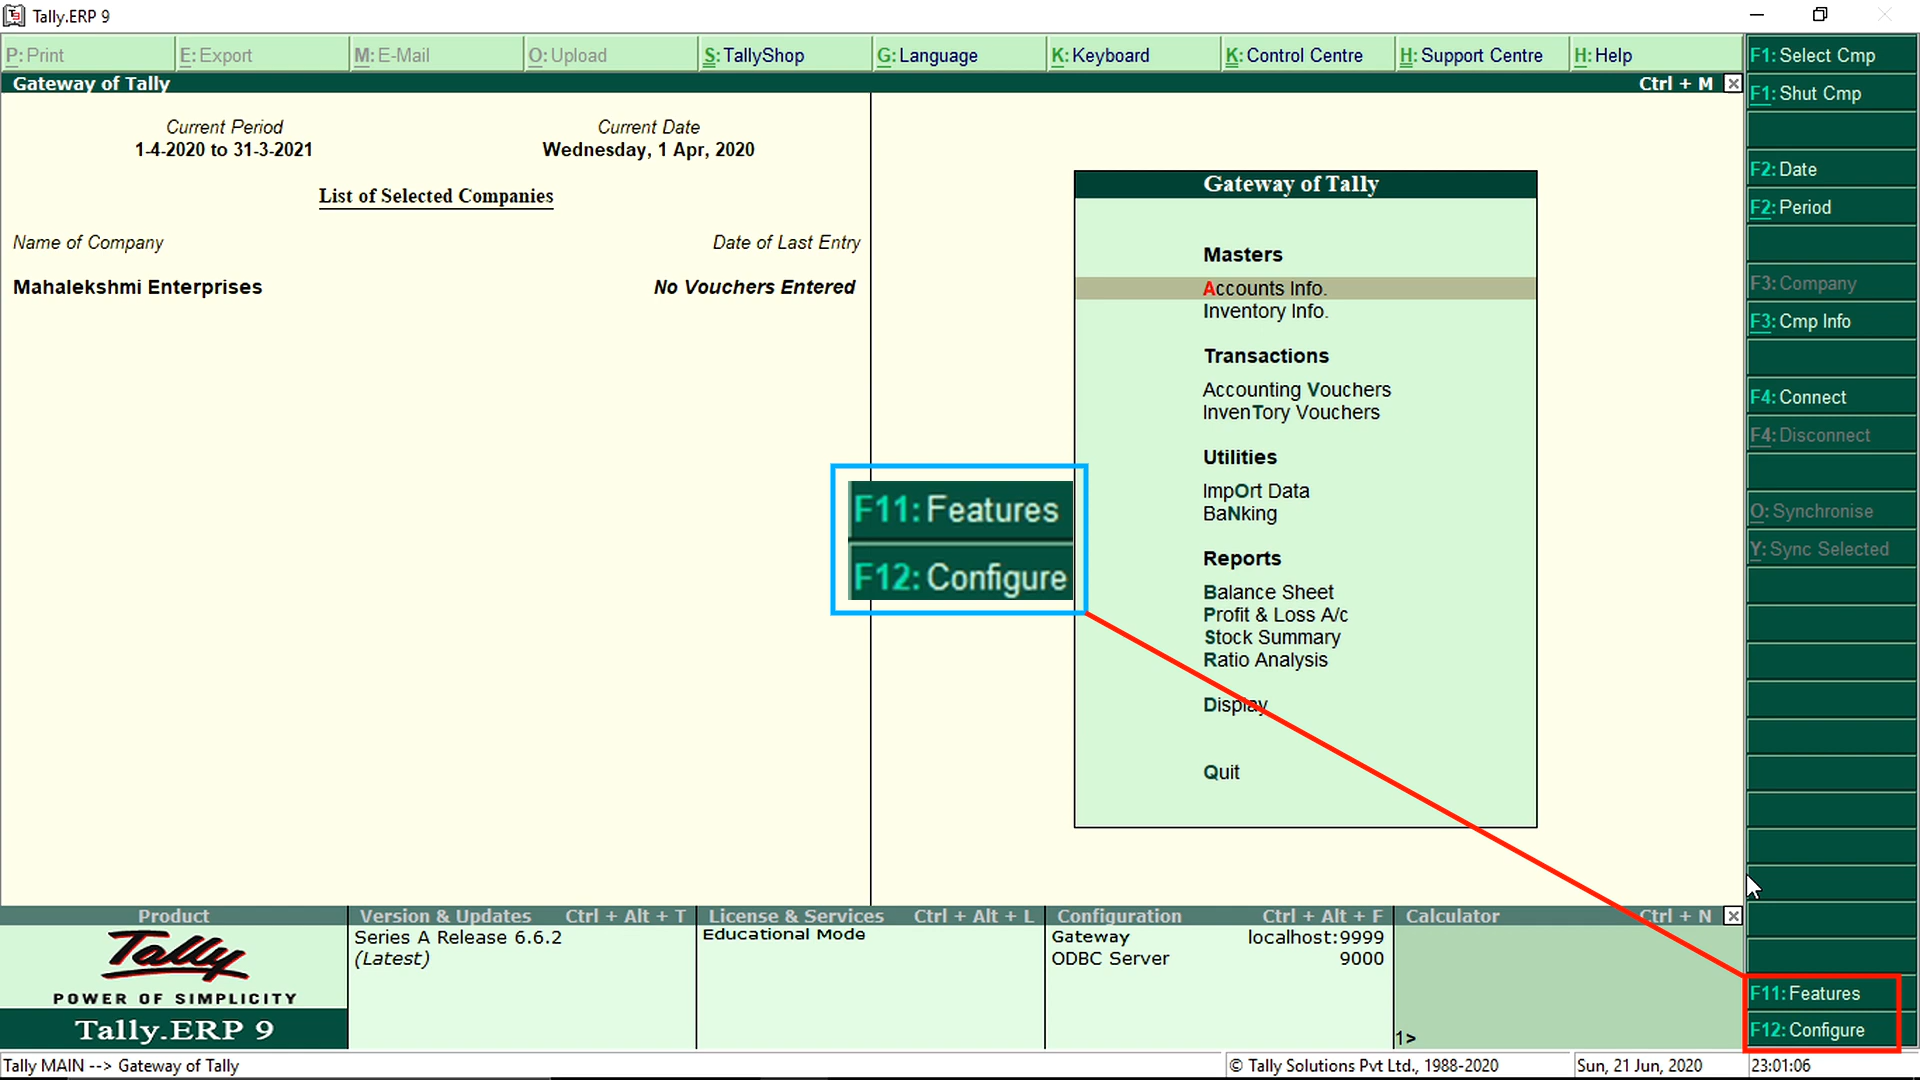 Tally.ERP 9
P: Print
E: Export
M: E-Mail
O: Upload
S: TallyShop
G: Language
K: Keyboard
K: Control Centre
H: Support Centre
H: Help
Gateway of Tally
Ctrl + M
Current Period
1-4-2020 to 31-3-2021
Current Date
Wednesday, 1 Apr, 2020
List of Selected Companies
Name of Company
Date of Last Entry
Mahalekshmi Enterprises
No Vouchers Entered
Gateway of Tally
Masters
Accounts Info.
Inventory Info.
Transactions
Accounting Vouchers
InvenTory Vouchers
Utilities
ImpOrt Data
BaNking
Reports
Balance Sheet
Profit & Loss A/c
Stock Summary
Ratio Analysis
Display
Quit
F11: Features
F12: Configure
F1: Select Cmp
F1: Shut Cmp
F2: Date
F2: Period
F3: Company
F3: Cmp Info
F4: Connect
F4: Disconnect
O: Synchronise
Y: Sync Selected
F11: Features
F12: Configure
Product
Tally
POWER OF SIMPLICITY
Tally.ERP 9
Version & Updates
Ctrl + Alt + T
Series A Release 6.6.2
(Latest)
License & Services
Ctrl + Alt + L
Educational Mode
Configuration
Ctrl + Alt + F
Gateway
localhost:9999
ODBC Server
9000
Calculator
Ctrl + N
1>
Tally MAIN --> Gateway of Tally
© Tally Solutions Pvt Ltd., 1988-2020
Sun, 21 Jun, 2020
23:01:06